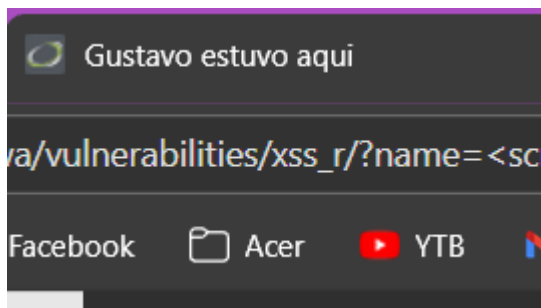 Gustavo estuvo aqui
va/vulnerabilities/xss_r/?name=<sc
Facebook Acer YTB